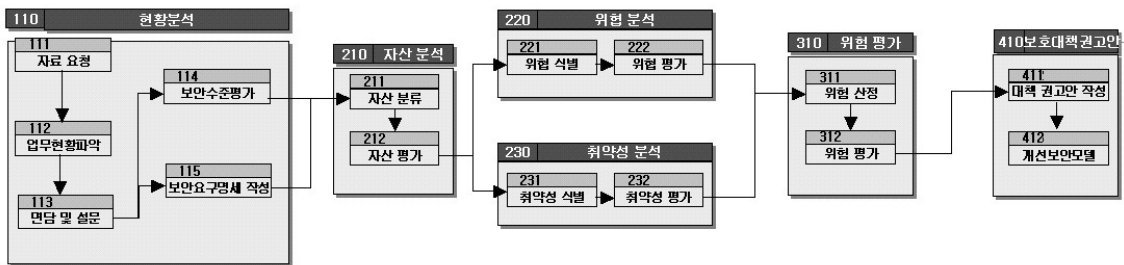 110 현황분석
111
자료 요청
112
업무현황파악
113
면담 및 설문
114
보안수준평가
115
보안요구명세 작성
210 자산 분석
211
자산 분류
212
자산 평가
220 위협 분석
221
위협 식별
222
위협 평가
230 취약성 분석
231
취약성 식별
232
취약성 평가
310 위험 평가
311
위험 산정
312
위험 평가
410보호대책권고안
411
대책 권고안 작성
412
개선보안모델